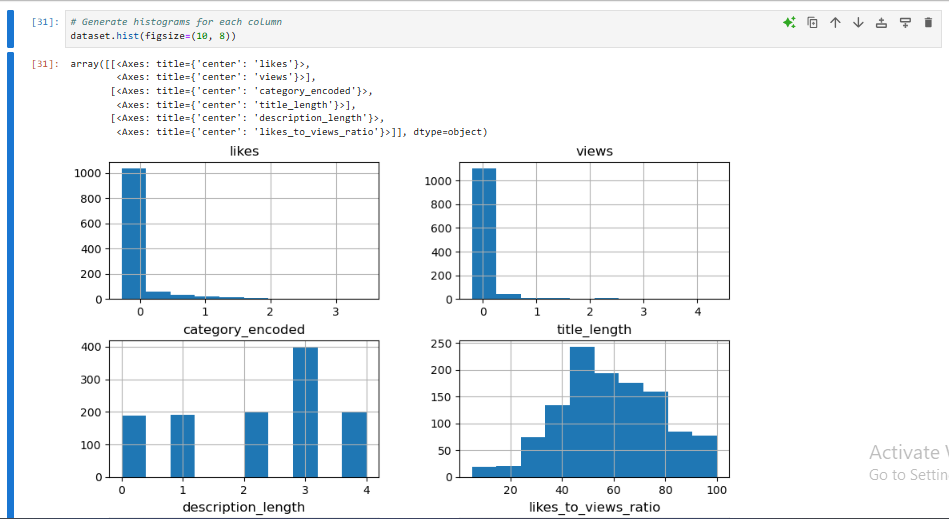 [31]: # Generate histograms for each column
dataset.hist(figsize=(10, 8))
[31]: array([[<Axes: title={'center': 'likes'}>,
<Axes: title={'center': 'views'}>],
[<Axes: title={'center': 'category_encoded'}>,
<Axes: title={'center': 'title_length'}>],
[<Axes: title={'center': 'description_length'}>,
<Axes: title={'center': 'likes_to_views_ratio'}>]], dtype=object)
likes
1000
800
600
400
200
0
0 1 2 3
views
1000
800
600
400
200
0
0 1 2 3 4
category_encoded
400
300
200
100
0
0 1 2 3 4
title_length
250
200
150
100
50
0
20 40 60 80 100
description_length
likes_to_views_ratio
Activate
Go to